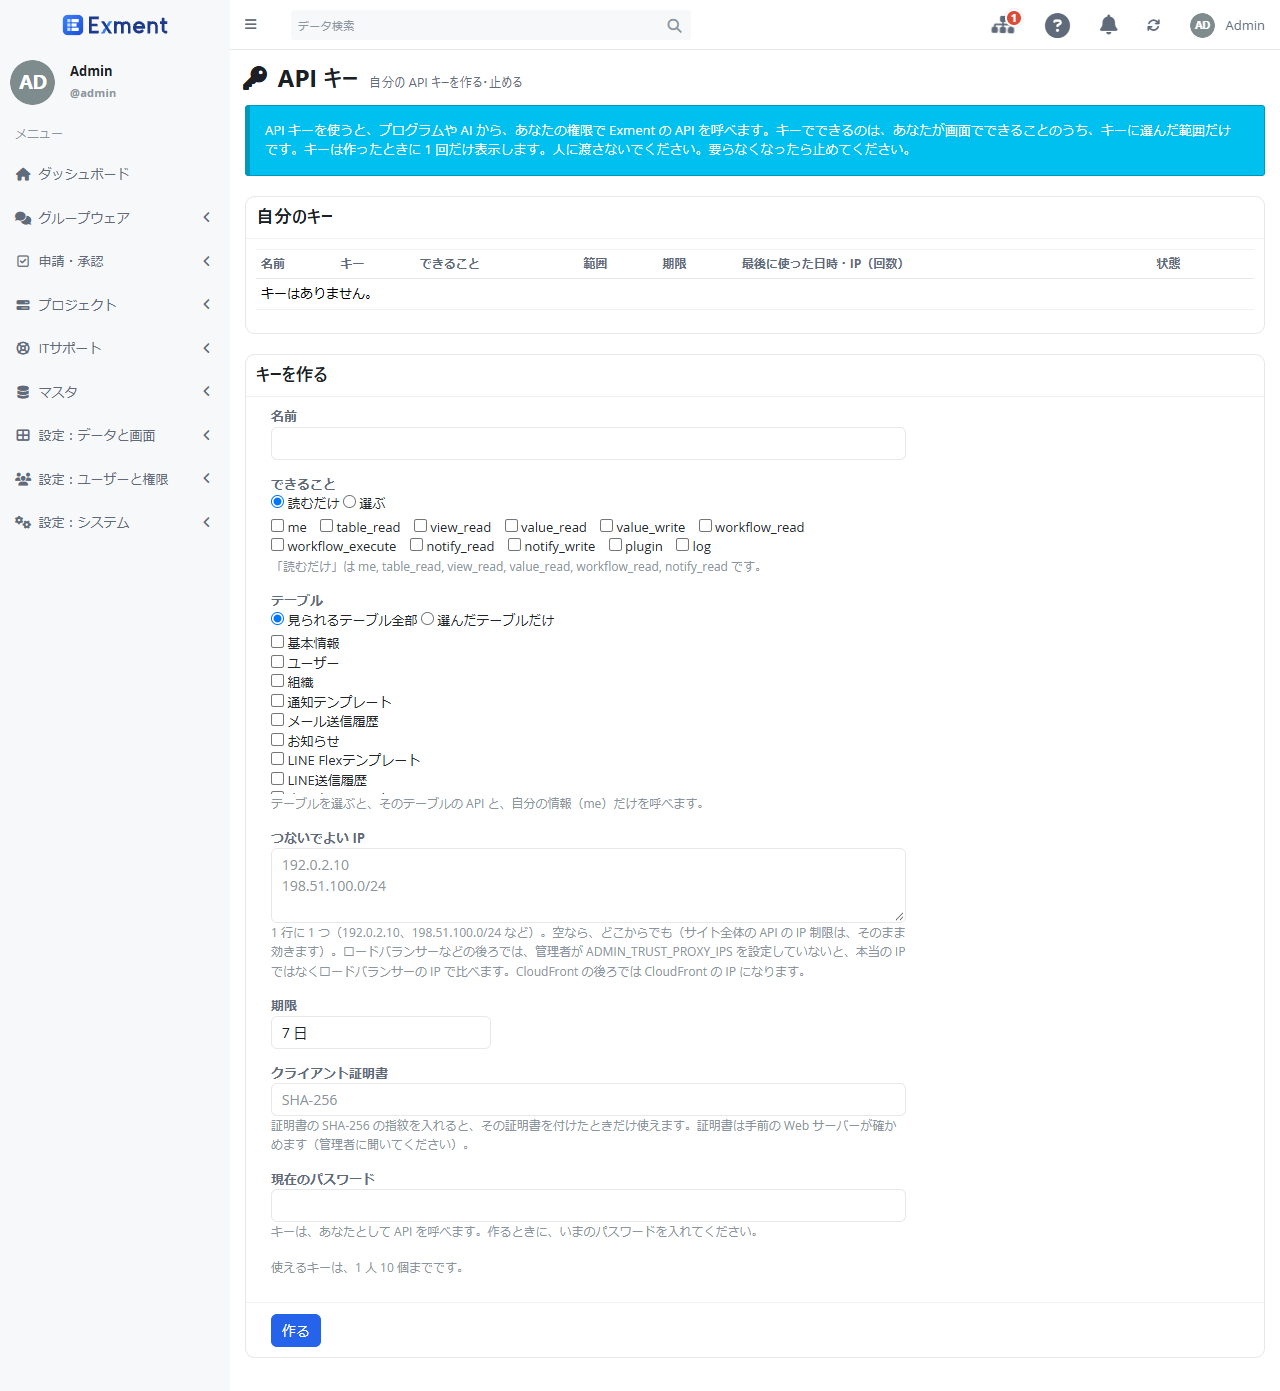 Exment
データ検索
1
AD Admin
AD
Admin
@admin
メニュー
ダッシュボード
グループウェア
申請・承認
プロジェクト
ITサポート
マスタ
設定：データと画面
設定：ユーザーと権限
設定：システム
API キー 自分の API キーを作る・止める
API キーを使うと、プログラムや AI から、あなたの権限で Exment の API を呼べます。キーでできるのは、あなたが画面でできることのうち、キーに選んだ範囲だけ
です。キーは作ったときに 1 回だけ表示します。人に渡さないでください。要らなくなったら止めてください。
自分のキー
名前 キー できること 範囲 期限 最後に使った日時・IP（回数） 状態
キーはありません。
キーを作る
名前
できること
読むだけ 選ぶ
me table_read view_read value_read value_write workflow_read
workflow_execute notify_read notify_write plugin log
「読むだけ」は me, table_read, view_read, value_read, workflow_read, notify_read です。
テーブル
見られるテーブル全部 選んだテーブルだけ
基本情報
ユーザー
組織
通知テンプレート
メール送信履歴
お知らせ
LINE Flexテンプレート
LINE送信履歴
テーブルを選ぶと、そのテーブルの API と、自分の情報（me）だけを呼べます。
つないでよい IP
192.0.2.10
198.51.100.0/24
1 行に 1 つ（192.0.2.10、198.51.100.0/24 など）。空なら、どこからでも（サイト全体の API の IP 制限は、そのまま
効きます）。ロードバランサーなどの後ろでは、管理者が ADMIN_TRUST_PROXY_IPS を設定していないと、本当の IP
ではなくロードバランサーの IP で比べます。CloudFront の後ろでは CloudFront の IP になります。
期限
7 日
クライアント証明書
SHA-256
証明書の SHA-256 の指紋を入れると、その証明書を付けたときだけ使えます。証明書は手前の Web サーバーが確か
めます（管理者に聞いてください）。
現在のパスワード
キーは、あなたとして API を呼べます。作るときに、いまのパスワードを入れてください。
使えるキーは、1 人 10 個までです。
作る